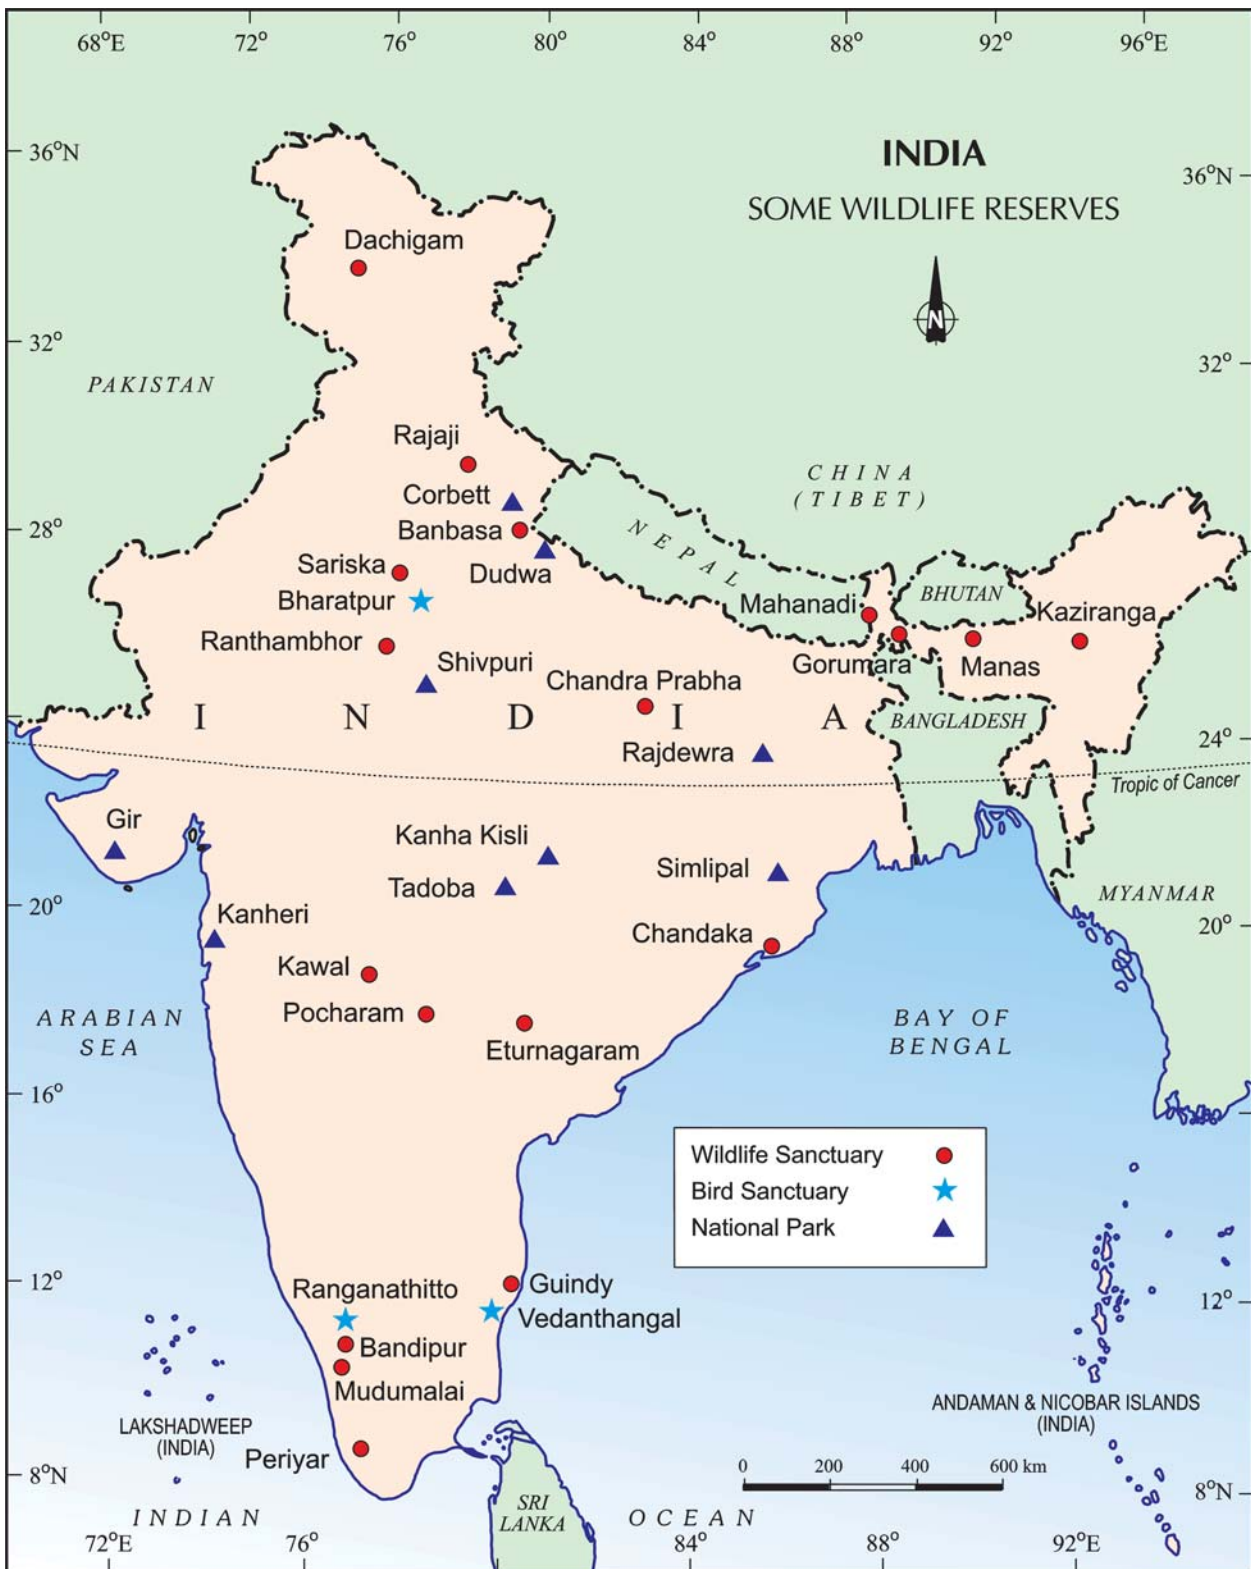 68°E 72° 76° 80° 84° 88° 92° 96°E
INDIA
SOME WILDLIFE RESERVES
N
36°N
36°N
Dachigam
32°
32°
PAKISTAN
Rajaji
CHINA
(TIBET)
Corbett
28°
Banbasa
NEPAL
Sariska
Dudwa
Bharatpur
BHUTAN
Mahanadi
Kaziranga
Ranthambhor
Gorumara
Manas
Shivpuri
Chandra Prabha
I N D I A
BANGLADESH
Rajdewra
24°
Tropic of Cancer
Gir
Kanha Kisli
Simlipal
Tadoba
MYANMAR
20°
20°
Kanheri
Chandaka
Kawal
Pocharam
ARABIAN
SEA
BAY OF
BENGAL
Eturnagaram
16°
Wildlife Sanctuary
Bird Sanctuary
National Park
12°
12°
Ranganathitto
Guindy
Vedanthangal
Bandipur
Mudumalai
LAKSHADWEEP
(INDIA)
ANDAMAN & NICOBAR ISLANDS
(INDIA)
Periyar
0 200 400 600 km
8°N
8°N
SRI
LANKA
INDIAN OCEAN
72°E 76° 84° 88° 92°E